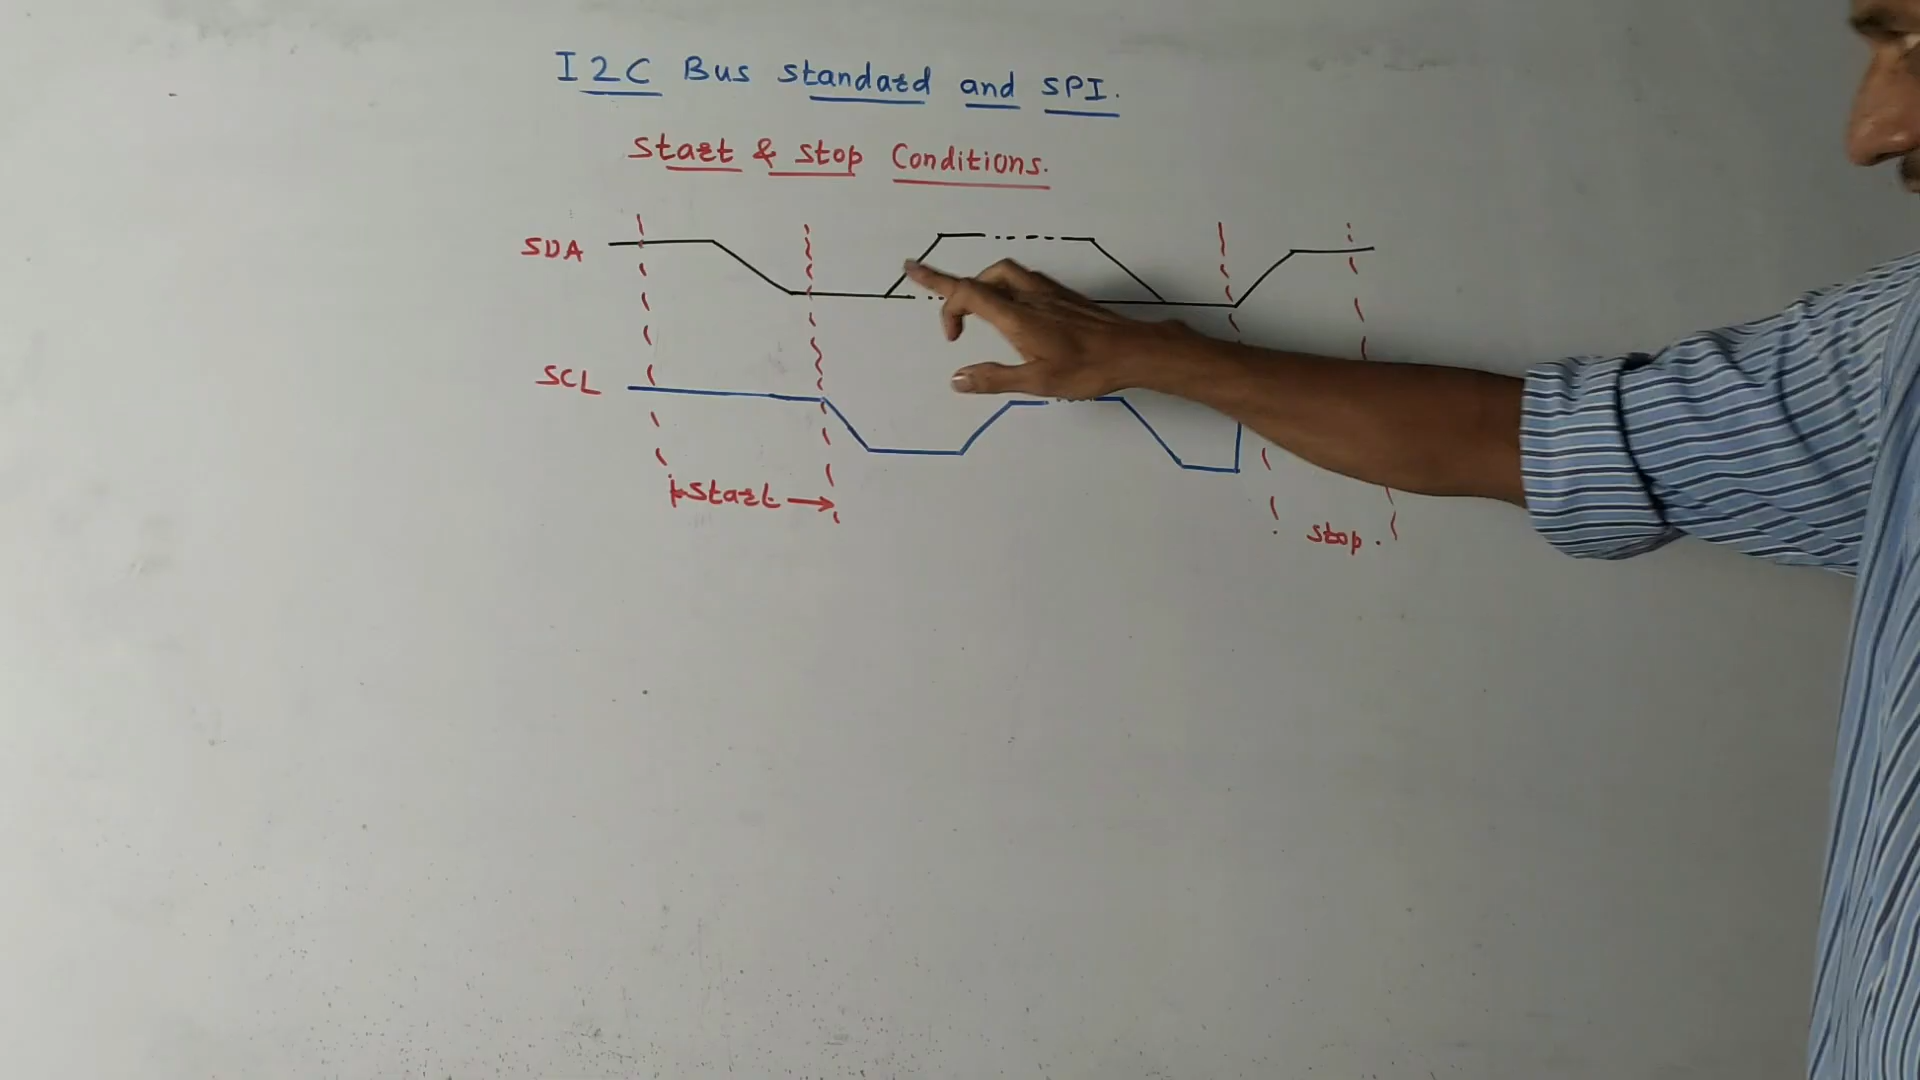 I2C Bus standard and SPI.
Start & stop Conditions.
SDA
SCL
Start
Stop.